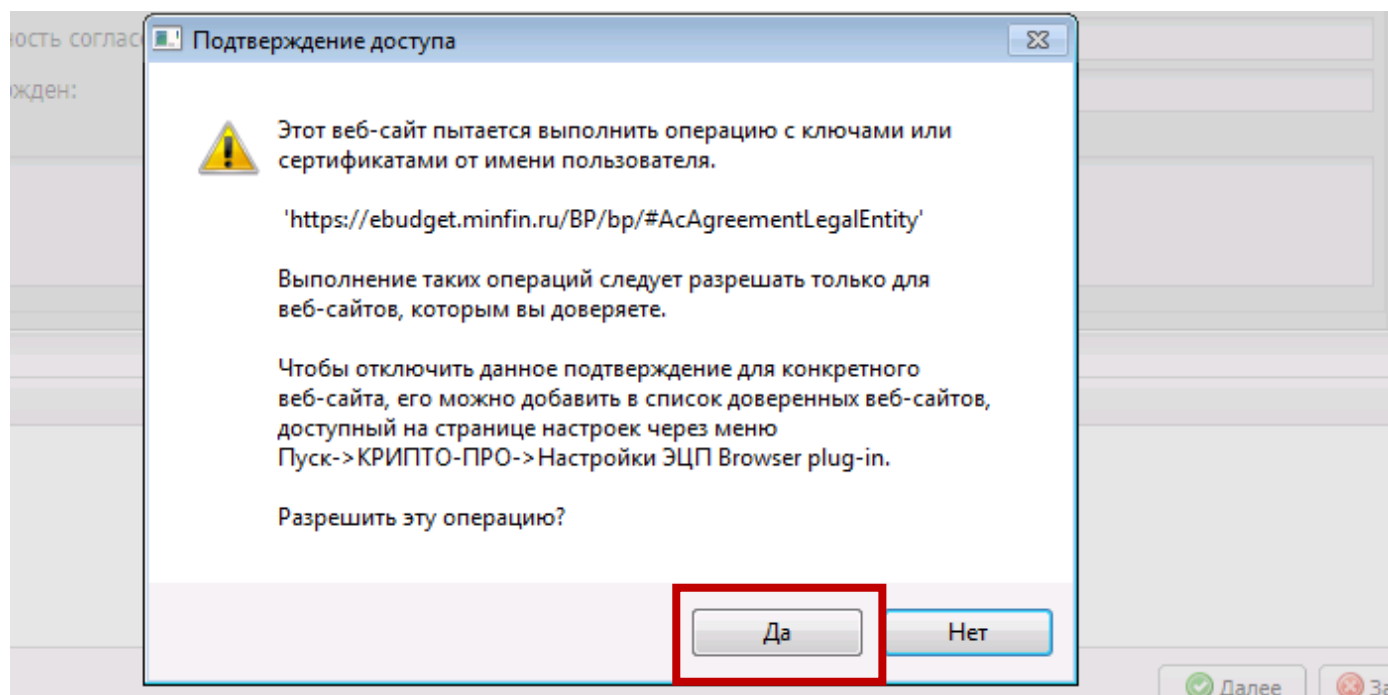 Подтверждение доступа
жден:
Этот веб-сайт пытается выполнить операцию с ключами или
сертификатами от имени пользователя.
'https://ebudget.minfin.ru/BP/bp/#AcAgreementLegalEntity'
Выполнение таких операций следует разрешать только для
веб-сайтов, которым вы доверяете.
Чтобы отключить данное подтверждение для конкретного
веб-сайта, его можно добавить в список доверенных веб-сайтов,
доступный на странице настроек через меню
Пуск->КРИПТО-ПРО->Настройки ЭЦП Browser plug-in.
Разрешить эту операцию?
Да Нет
Далее